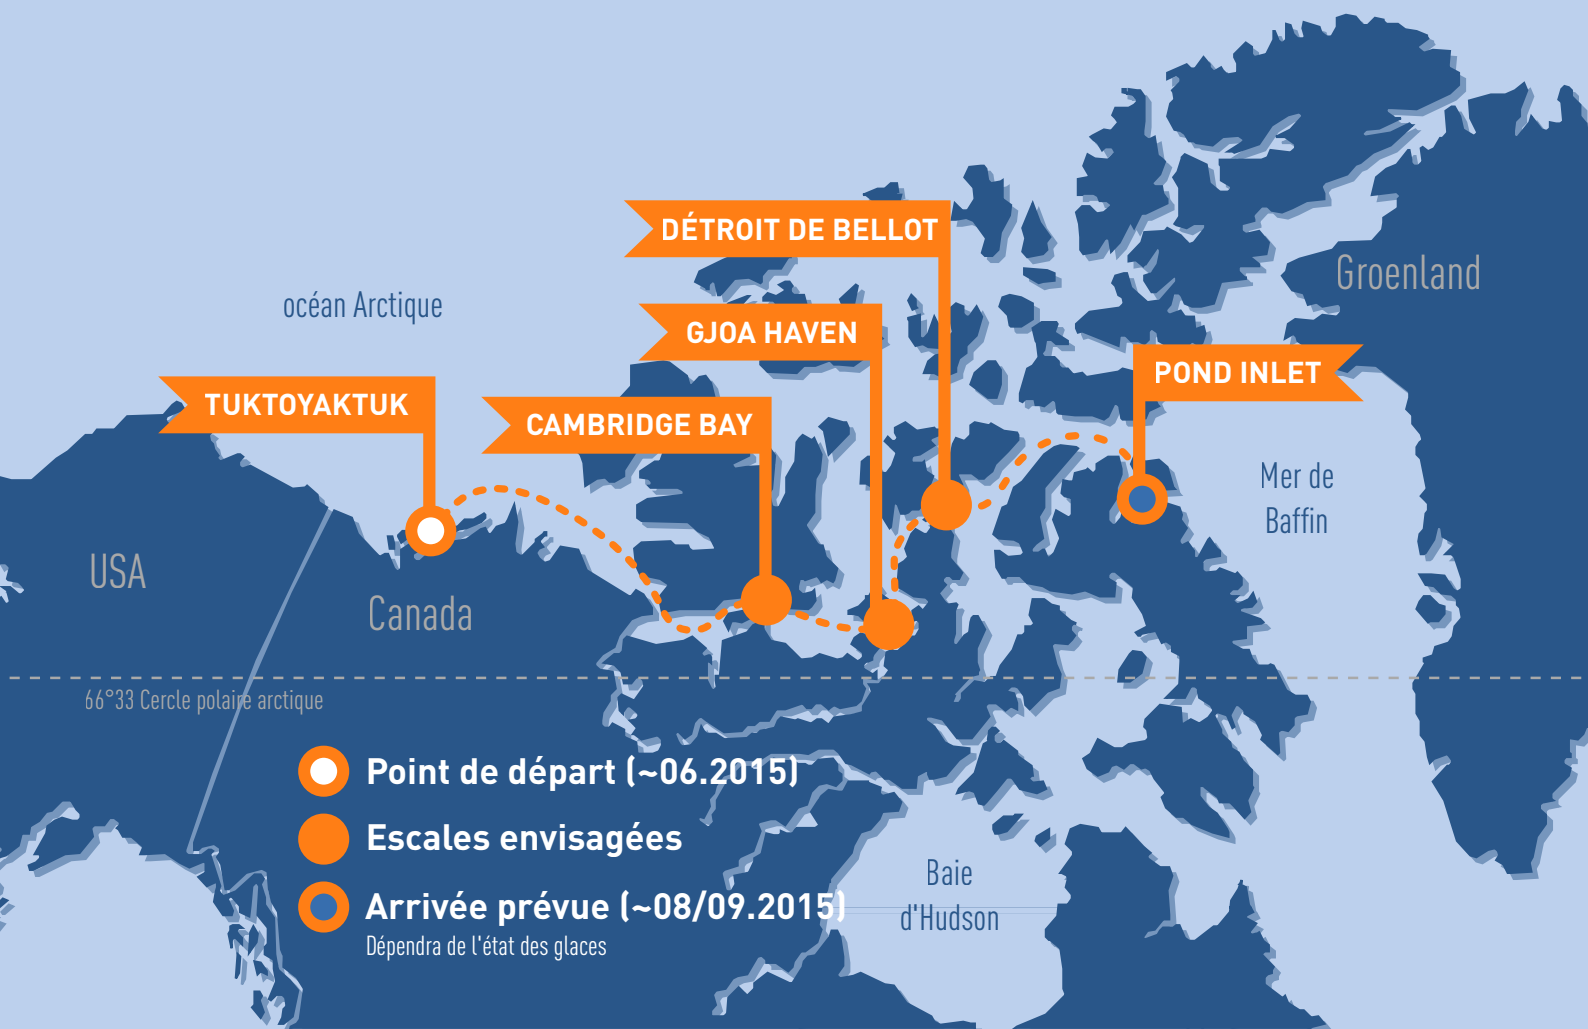 DÉTROIT DE BELLOT
Groenland
océan Arctique
GJOA HAVEN
POND INLET
TUKTOYAKTUK
CAMBRIDGE BAY
Mer de
Baffin
USA
Canada
66°33 Cercle polaire arctique
Point de départ (~06.2015)
Escales envisagées
Arrivée prévue (~08/09.2015)
Dépendra de l'état des glaces
Baie
d'Hudson